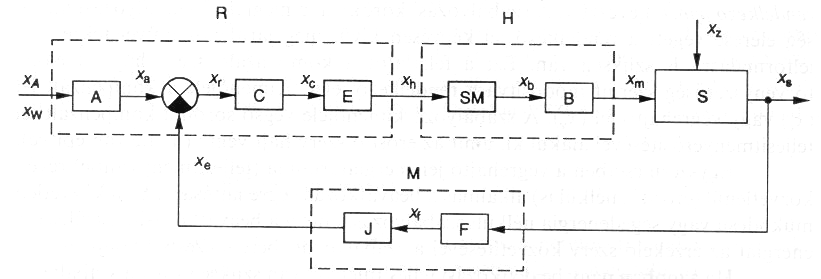 R
H
x_A
x_W
A
x_a
x_r
C
x_c
E
x_h
SM
x_b
B
x_m
x_z
S
x_s
x_e
M
J
x_f
F